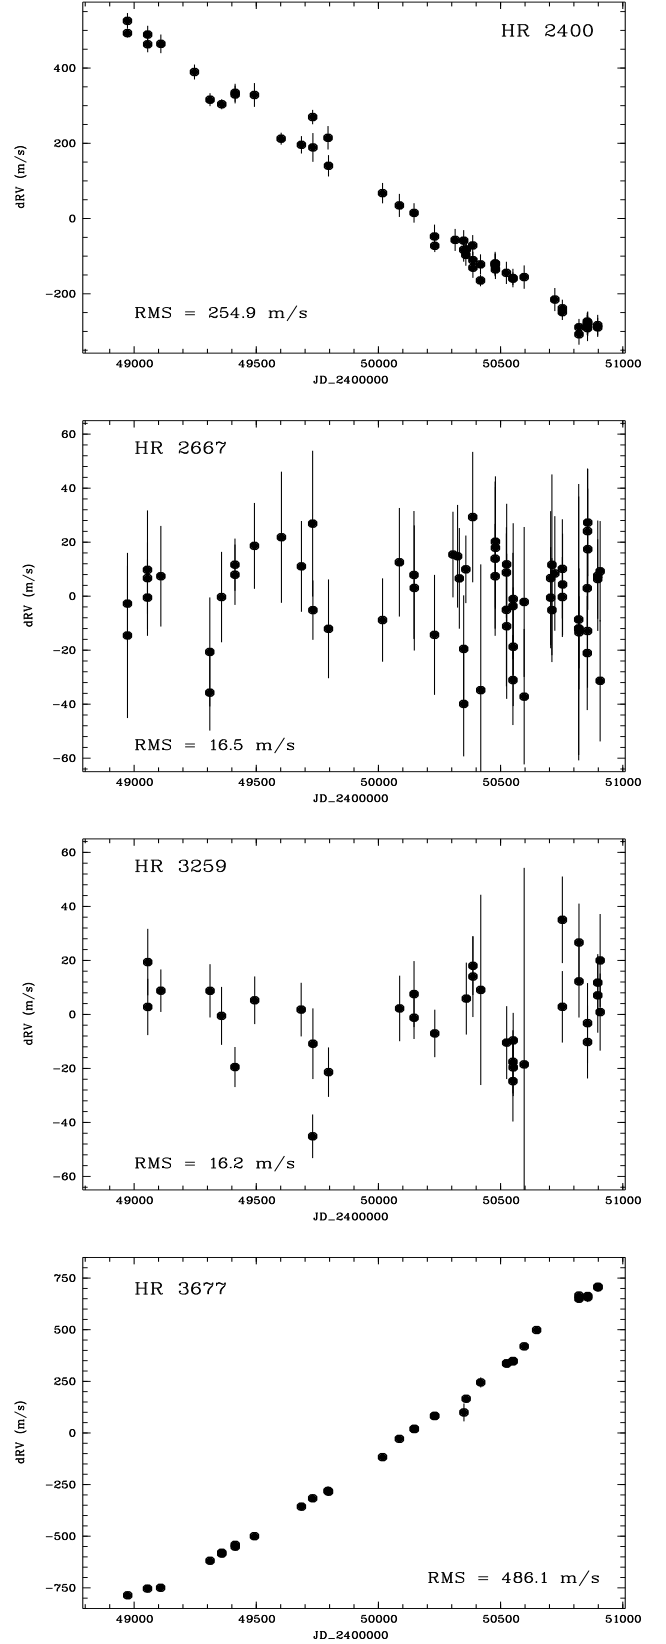 HR 2400
400
200
0
−200
dRV (m/s)
RMS = 254.9 m/s
49000 49500 50000 50500 51000
JD_2400000
HR 2667
60
40
20
0
−20
−40
−60
dRV (m/s)
RMS = 16.5 m/s
49000 49500 50000 50500 51000
JD_2400000
HR 3259
60
40
20
0
−20
−40
−60
dRV (m/s)
RMS = 16.2 m/s
49000 49500 50000 50500 51000
JD_2400000
HR 3677
750
500
250
0
−250
−500
−750
dRV (m/s)
RMS = 486.1 m/s
49000 49500 50000 50500 51000
JD_2400000